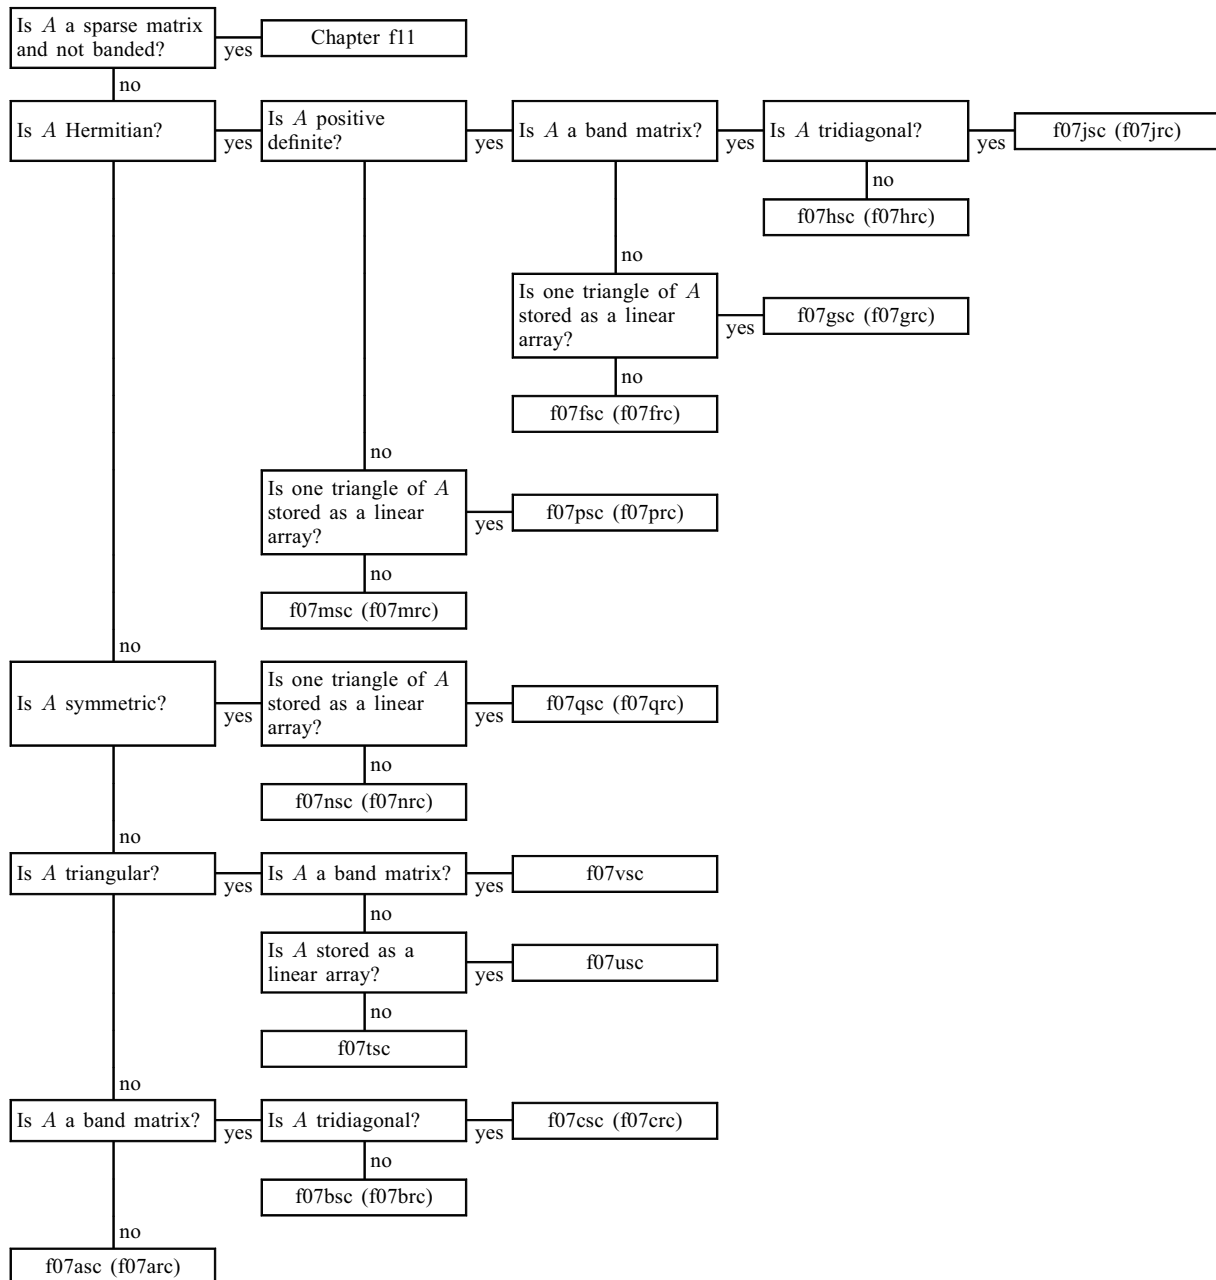 Is A a sparse matrix
and not banded?
yes
Chapter f11
no
Is A Hermitian?
yes
Is A positive
definite?
yes
Is A a band matrix?
yes
Is A tridiagonal?
yes
f07jsc (f07jrc)
no
f07hsc (f07hrc)
no
Is one triangle of A
stored as a linear
array?
yes
f07gsc (f07grc)
no
f07fsc (f07frc)
no
Is one triangle of A
stored as a linear
array?
yes
f07psc (f07prc)
no
f07msc (f07mrc)
no
Is A symmetric?
yes
Is one triangle of A
stored as a linear
array?
yes
f07qsc (f07qrc)
no
f07nsc (f07nrc)
no
Is A triangular?
yes
Is A a band matrix?
yes
f07vsc
no
Is A stored as a
linear array?
yes
f07usc
no
f07tsc
no
Is A a band matrix?
yes
Is A tridiagonal?
yes
f07csc (f07crc)
no
f07bsc (f07brc)
no
f07asc (f07arc)